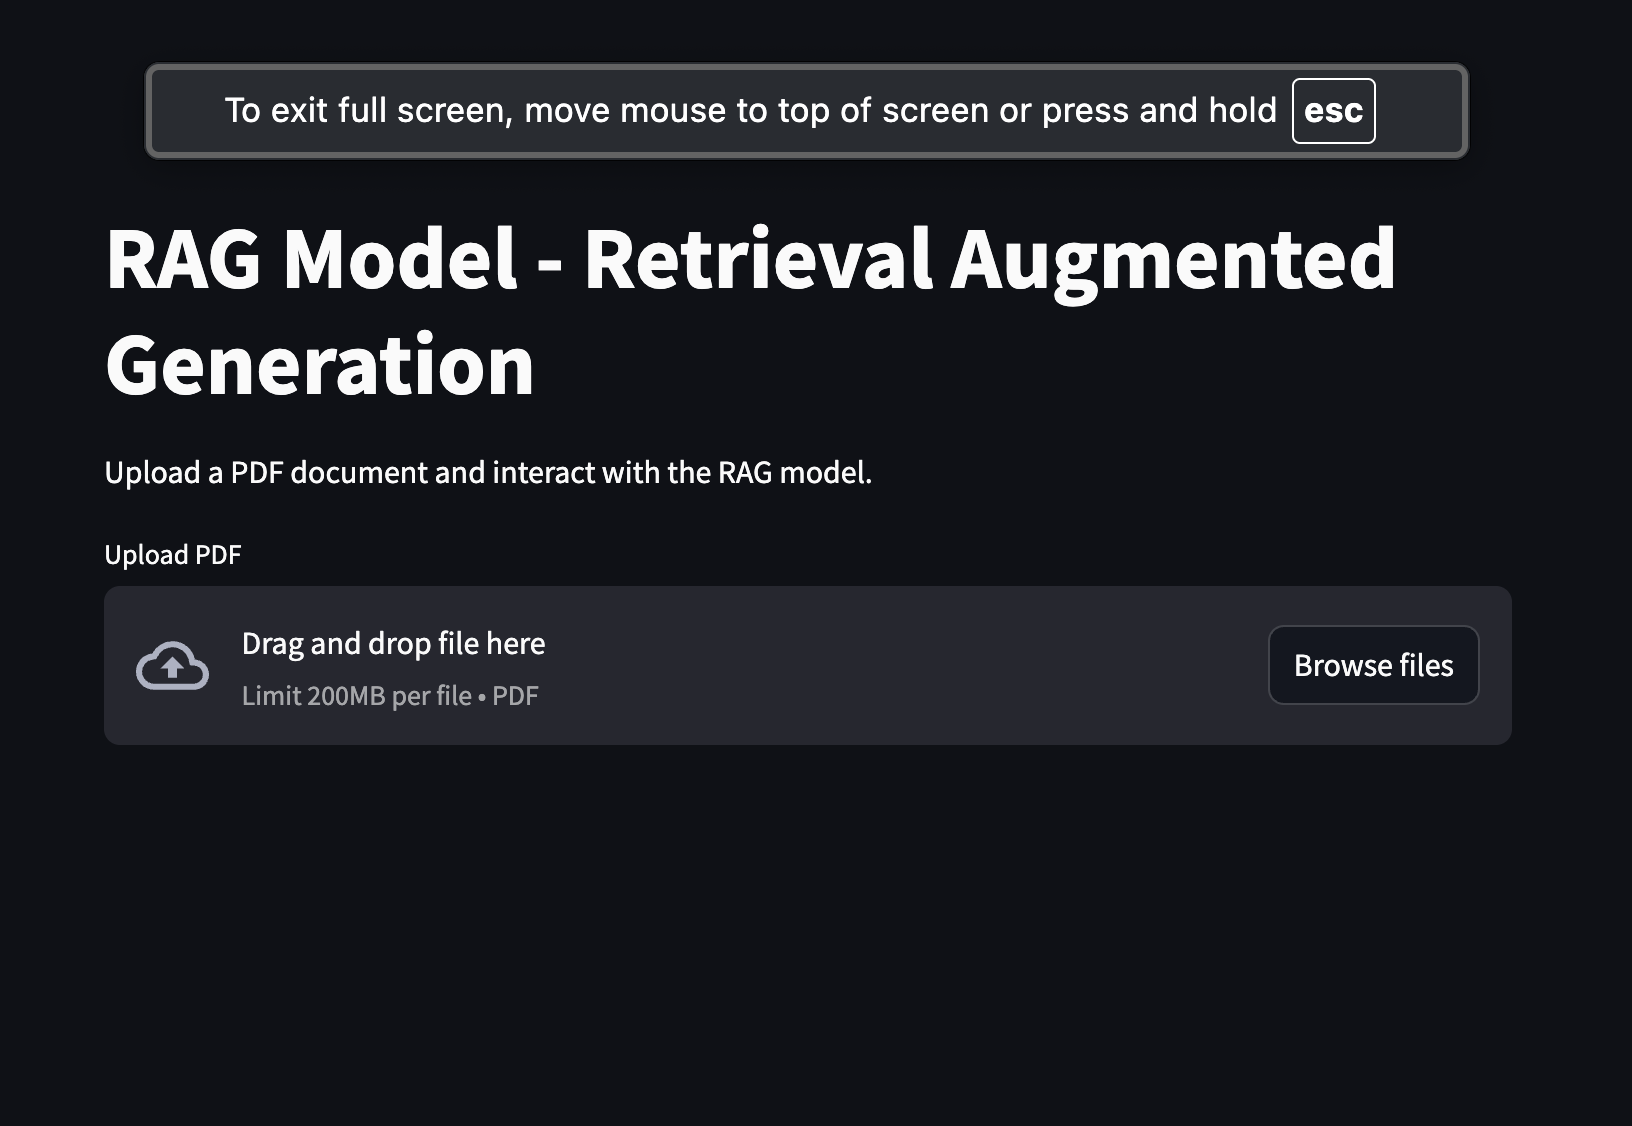 To exit full screen, move mouse to top of screen or press and hold esc
RAG Model - Retrieval Augmented
Generation
Upload a PDF document and interact with the RAG model.
Upload PDF
Drag and drop file here
Limit 200MB per file • PDF
Browse files